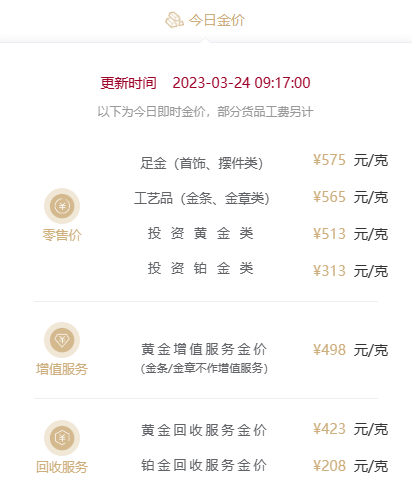 今日金价
更新时间 2023-03-24 09:17:00
以下为今日即时金价，部分货品工费另计
足金（首饰、摆件类） ¥575 元/克
工艺品（金条、金章类） ¥565 元/克
零售价
投资黄金类 ¥513 元/克
投资铂金类 ¥313 元/克
黄金增值服务金价 ¥498 元/克
增值服务
(金条/金章不作增值服务)
黄金回收服务金价 ¥423 元/克
回收服务
铂金回收服务金价 ¥208 元/克